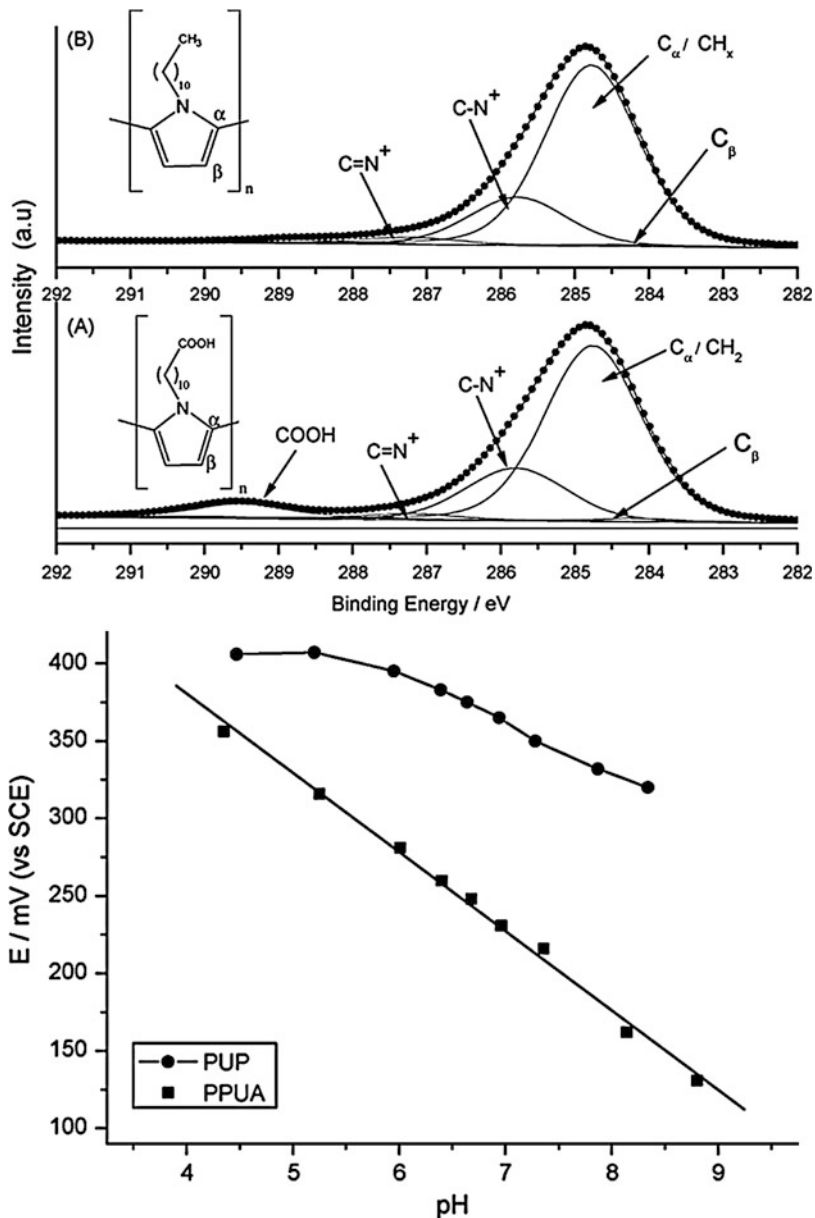 (B)
CH₃
( )₁₀
N
α
β
n
C=N⁺
C-N⁺
Cα / CHₓ
Cβ
292 291 290 289 288 287 286 285 284 283 282
Intensity (a.u)
(A)
COOH
( )₁₀
N
α
β
n
COOH
C=N⁺
C-N⁺
Cα / CH₂
Cβ
292 291 290 289 288 287 286 285 284 283 282
Binding Energy / eV
E / mV (vs SCE)
400
350
300
250
200
150
100
PUP
PPUA
4 5 6 7 8 9
pH